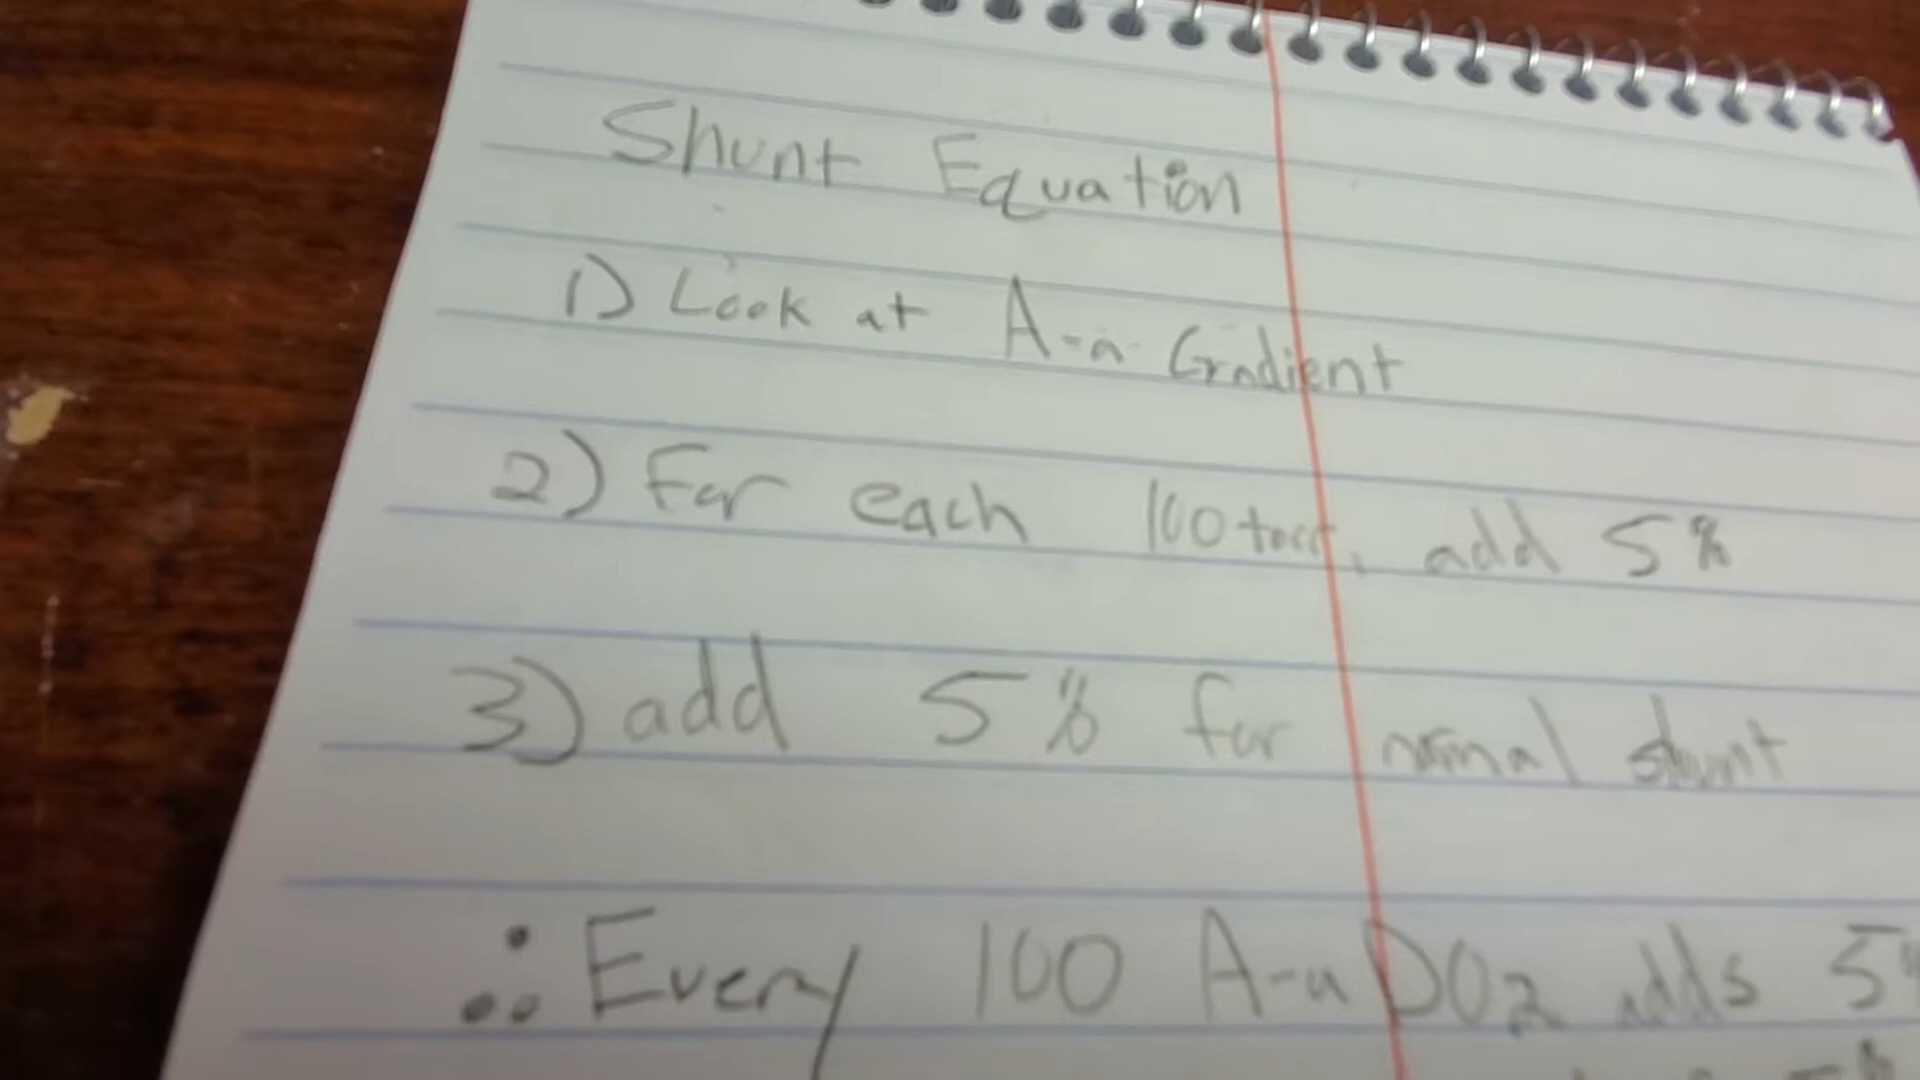 Shunt Equation
1) Look at A-a Gradient
2) For each 100 torr, add 5%
3) add 5% for normal shunt
∴ Every 100 A-a DO2 adds 5%